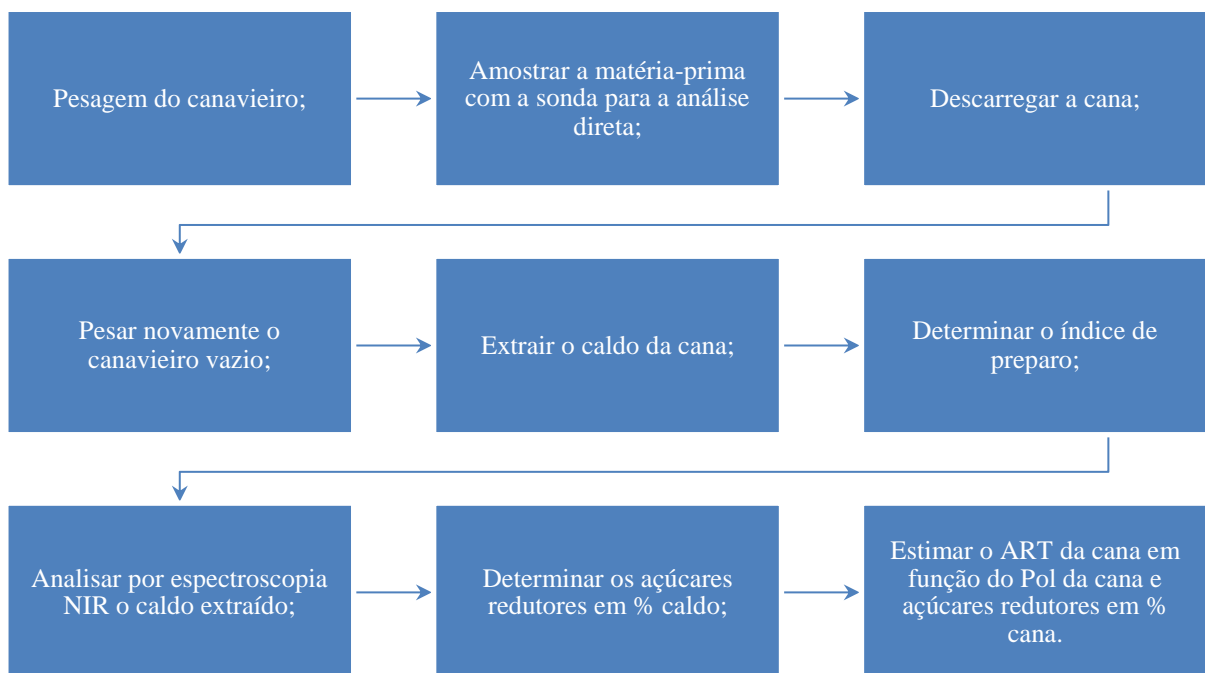 Pesagem do canavieiro;
Amostrar a matéria-prima
com a sonda para a análise
direta;
Descarregar a cana;
Pesar novamente o
canavieiro vazio;
Extrair o caldo da cana;
Determinar o índice de
preparo;
Analisar por espectroscopia
NIR o caldo extraído;
Determinar os açúcares
redutores em % caldo;
Estimar o ART da cana em
função do Pol da cana e
açúcares redutores em %
cana.